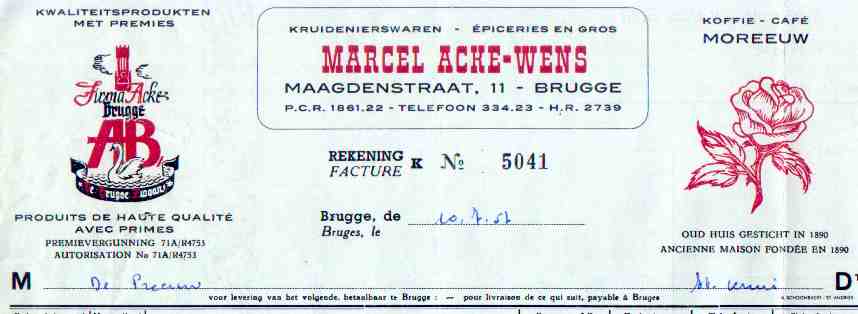 KWALITEITSPRODUKTEN
MET PREMIES
Firma Acke
Brugge
AB
PRODUITS DE HAUTE QUALITÉ
AVEC PRIMES
PREMIEVERGUNNING 71A/R4753
AUTORISATION No 71A/R4753
KRUIDENIERSWAREN - ÉPICERIES EN GROS
MARCEL ACKE-WENS
MAAGDENSTRAAT, 11 - BRUGGE
P.C.R. 1861.22 - TELEFOON 334.23 - H.R. 2739
REKENING K № 5041
FACTURE
Brugge, de 10.7.57
Bruges, le
KOFFIE - CAFÉ
MOREEUW
OUD HUIS GESTICHT IN 1890
ANCIENNE MAISON FONDÉE EN 1890
M De Preeuw D
voor levering van het volgende, betaalbaar te Brugge : — pour livraison de ce qui suit, payable à Bruges